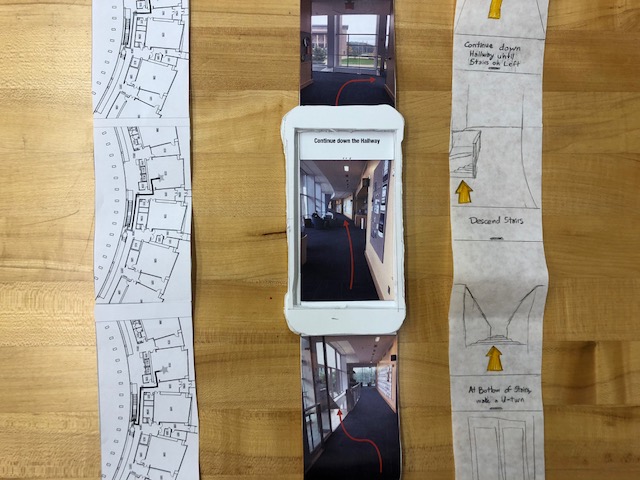 Continue down the Hallway
Continue down
Hallway until
Stairs on Left
Descend Stairs
At Bottom of Stairs,
make a U-turn